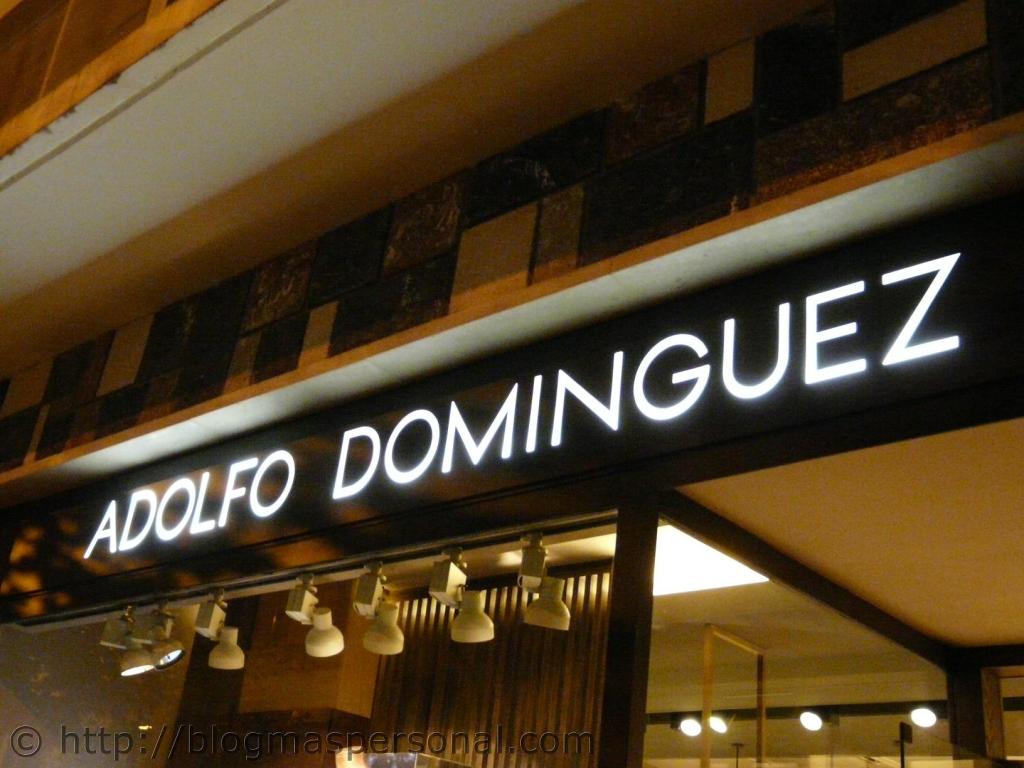 ADOLFO DOMINGUEZ
© http://blogmaspersonal.com